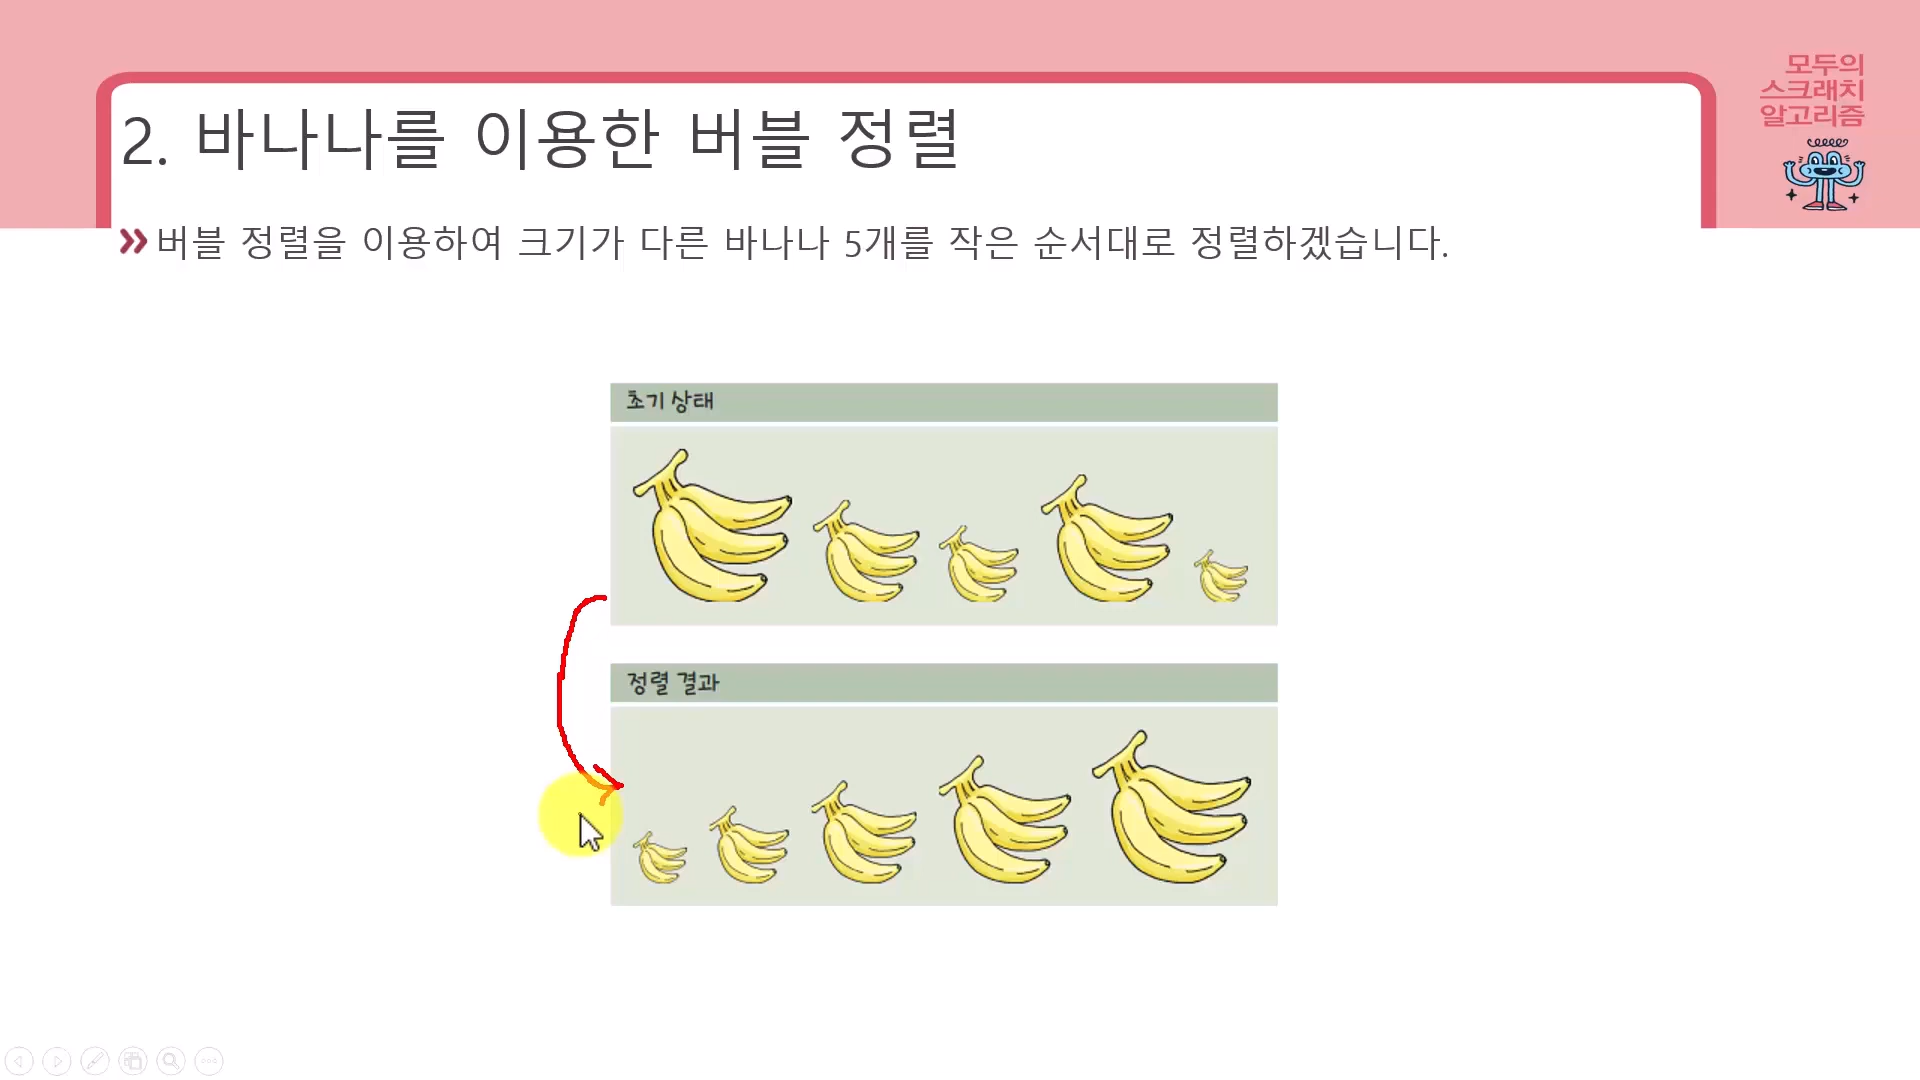 모두의
스크래치
알고리즘
2. 바나나를 이용한 버블 정렬
버블 정렬을 이용하여 크기가 다른 바나나 5개를 작은 순서대로 정렬하겠습니다.
초기 상태
정렬 결과